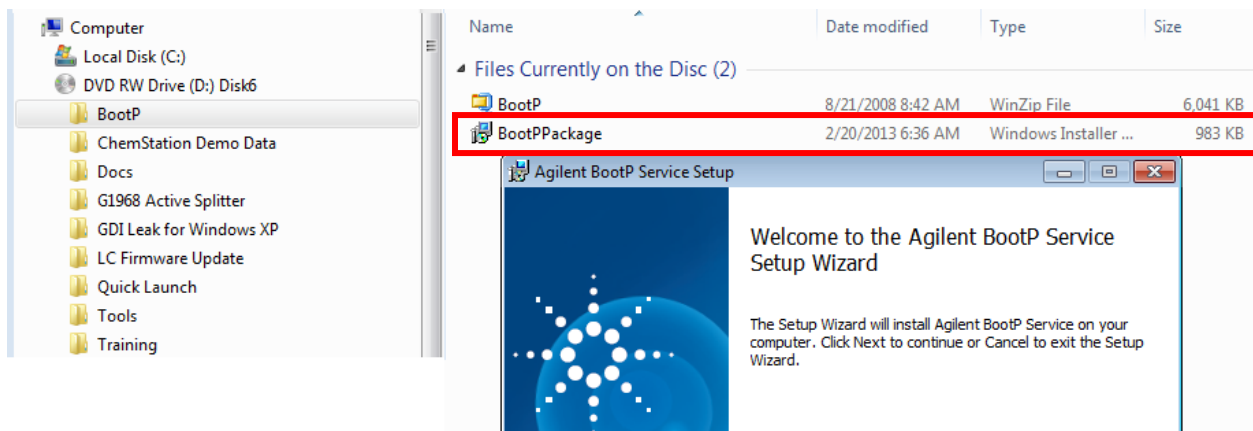 Computer
Local Disk (C:)
DVD RW Drive (D:) Disk6
BootP
ChemStation Demo Data
Docs
G1968 Active Splitter
GDI Leak for Windows XP
LC Firmware Update
Quick Launch
Tools
Training
Name Date modified Type Size
Files Currently on the Disc (2)
BootP 8/21/2008 8:42 AM WinZip File 6,041 KB
BootPPackage 2/20/2013 6:36 AM Windows Installer ... 983 KB
Agilent BootP Service Setup
Welcome to the Agilent BootP Service
Setup Wizard
The Setup Wizard will install Agilent BootP Service on your
computer. Click Next to continue or Cancel to exit the Setup
Wizard.